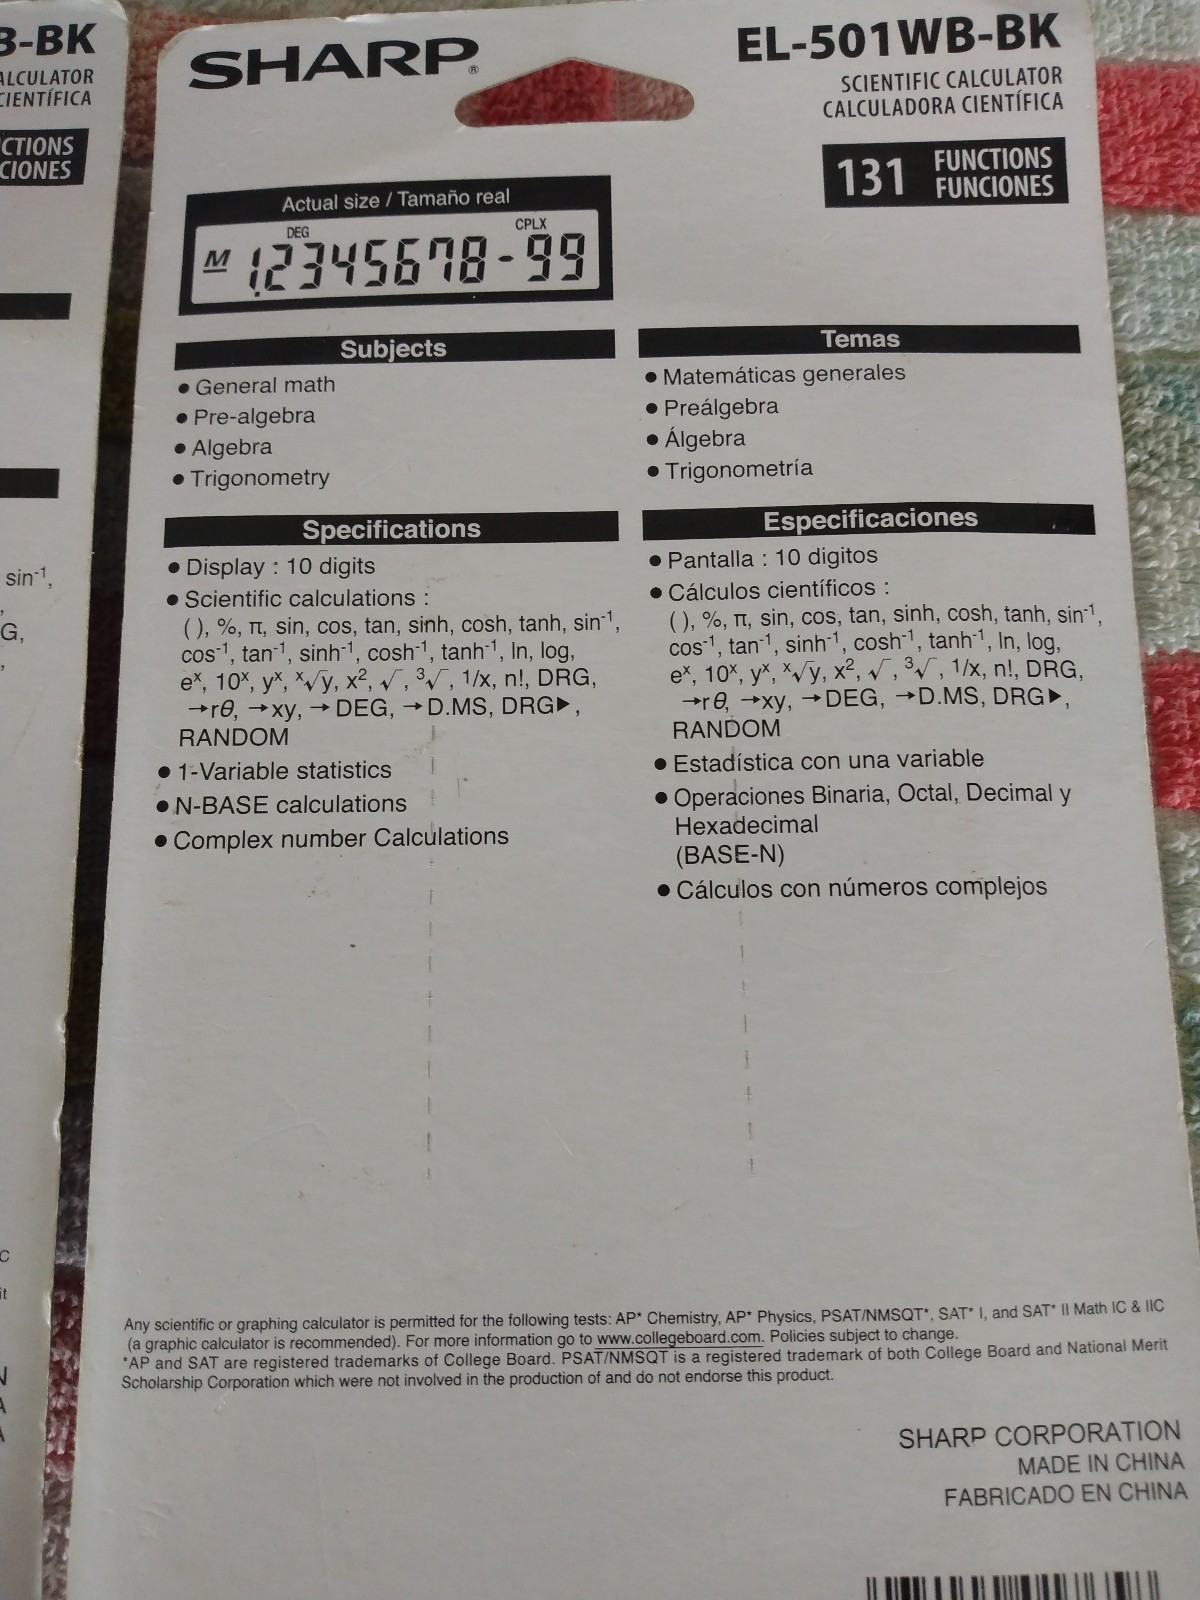 B-BK
ALCULATOR
CIENTÍFICA
CTIONS
CIONES
sin⁻¹,
G,
C
it
N
A
A
SHARP®
EL-501WB-BK
SCIENTIFIC CALCULATOR
CALCULADORA CIENTÍFICA
131 FUNCTIONS
FUNCIONES
Actual size / Tamaño real
DEG CPLX
M 1.2345678-99
Subjects
• General math
• Pre-algebra
• Algebra
• Trigonometry
Temas
• Matemáticas generales
• Preálgebra
• Álgebra
• Trigonometría
Specifications
• Display : 10 digits
• Scientific calculations :
( ), %, π, sin, cos, tan, sinh, cosh, tanh, sin⁻¹,
cos⁻¹, tan⁻¹, sinh⁻¹, cosh⁻¹, tanh⁻¹, ln, log,
eˣ, 10ˣ, yˣ, ˣ√y, x², √ , ³√ , 1/x, n!, DRG,
→rθ, →xy, → DEG, →D.MS, DRG▶,
RANDOM
• 1-Variable statistics
• N-BASE calculations
• Complex number Calculations
Especificaciones
• Pantalla : 10 digitos
• Cálculos científicos :
( ), %, π, sin, cos, tan, sinh, cosh, tanh, sin⁻¹,
cos⁻¹, tan⁻¹, sinh⁻¹, cosh⁻¹, tanh⁻¹, ln, log,
eˣ, 10ˣ, yˣ, ˣ√y, x², √ , ³√ , 1/x, n!, DRG,
→rθ, →xy, →DEG, →D.MS, DRG▶,
RANDOM
• Estadística con una variable
• Operaciones Binaria, Octal, Decimal y
Hexadecimal
(BASE-N)
• Cálculos con números complejos
Any scientific or graphing calculator is permitted for the following tests: AP* Chemistry, AP* Physics, PSAT/NMSQT*, SAT* I, and SAT* II Math IC & IIC
(a graphic calculator is recommended). For more information go to www.collegeboard.com. Policies subject to change.
*AP and SAT are registered trademarks of College Board. PSAT/NMSQT is a registered trademark of both College Board and National Merit
Scholarship Corporation which were not involved in the production of and do not endorse this product.
SHARP CORPORATION
MADE IN CHINA
FABRICADO EN CHINA